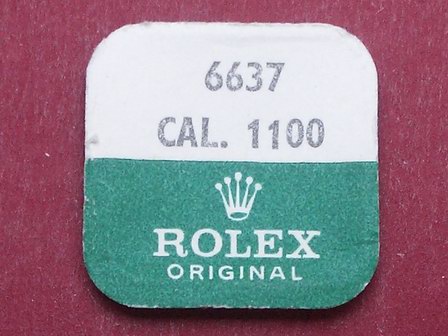 6637
CAL. 1100
ROLEX
ORIGINAL